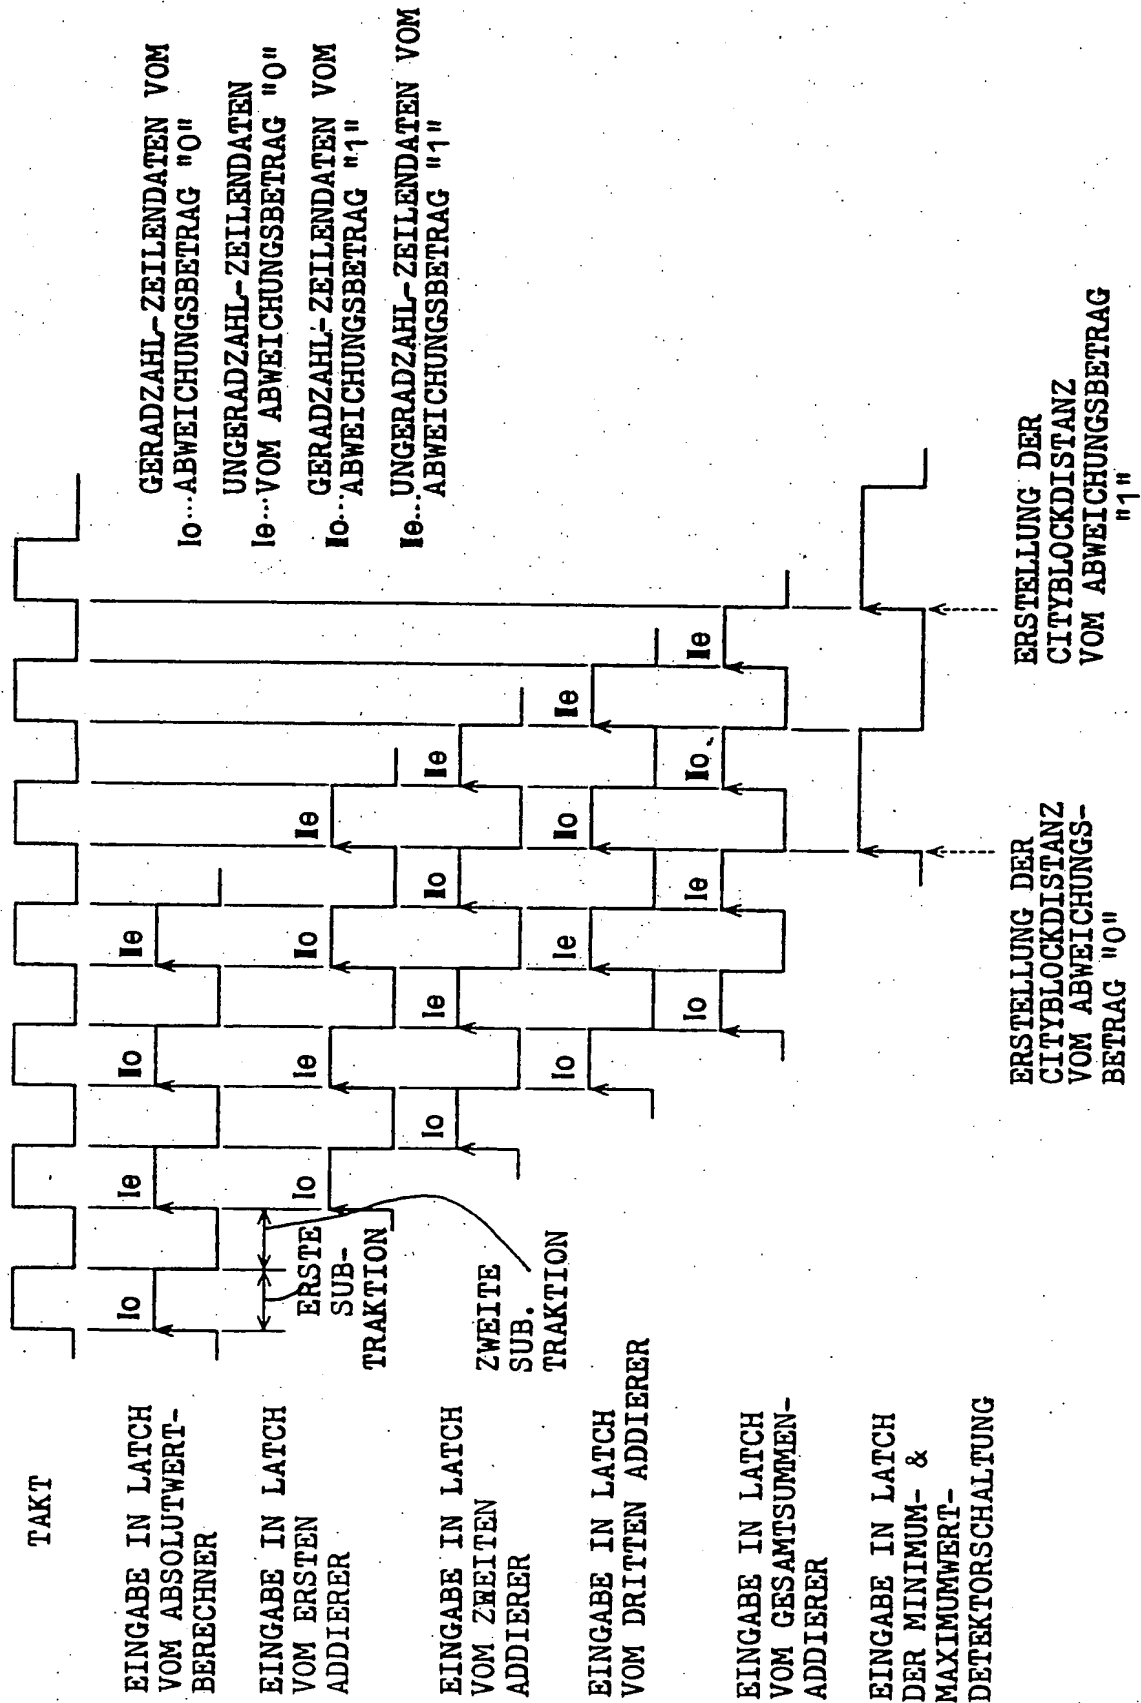 TAKT
EINGABE IN LATCH
VOM ABSOLUTWERT-
BERECHNER
EINGABE IN LATCH
VOM ERSTEN
ADDIERER
EINGABE IN LATCH
VOM ZWEITEN
ADDIERER
EINGABE IN LATCH
VOM DRITTEN ADDIERER
EINGABE IN LATCH
VOM GESAMTSUMMEN-
ADDIERER
EINGABE IN LATCH
DER MINIMUM- &
MAXIMUMWERT-
DETEKTORSCHALTUNG
Io Ie Io Ie
ERSTE
SUB-
TRAKTION
Io Ie Io Ie
ZWEITE
SUB.
TRAKTION
Io Ie Io Ie
Io Ie Io Ie
Io Ie Io Ie
ERSTELLUNG DER
CITYBLOCKDISTANZ
VOM ABWEICHUNGS-
BETRAG "0"
ERSTELLUNG DER
CITYBLOCKDISTANZ
VOM ABWEICHUNGSBETRAG
"1"
GERADZAHL-ZEILENDATEN VOM
Io...ABWEICHUNGSBETRAG "0"
UNGERADZAHL-ZEILENDATEN
Ie...VOM ABWEICHUNGSBETRAG "0"
GERADZAHL-ZEILENDATEN VOM
Io...ABWEICHUNGSBETRAG "1"
Ie...UNGERADZAHL-ZEILENDATEN VOM
ABWEICHUNGSBETRAG "1"